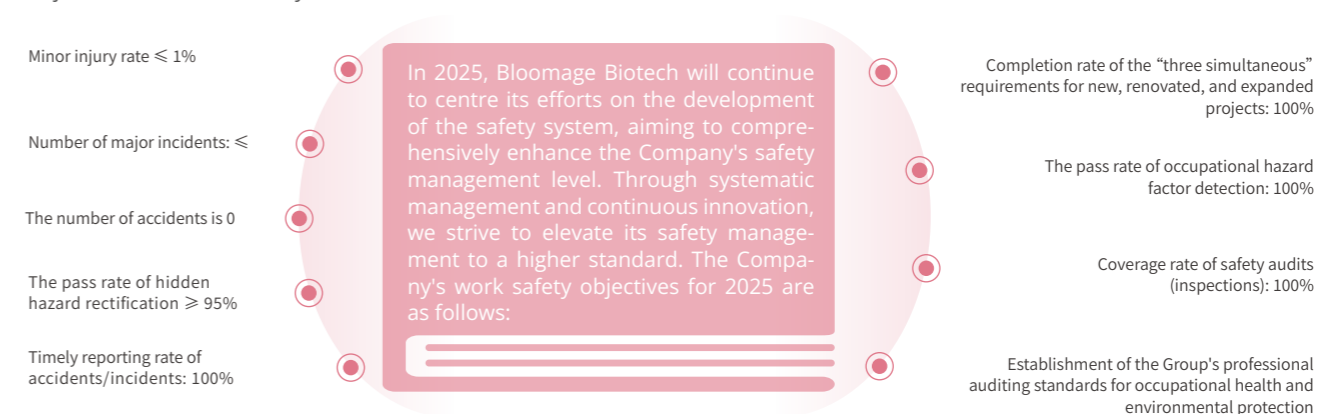 Minor injury rate ⩽ 1%
Number of major incidents: ⩽
The number of accidents is 0
The pass rate of hidden
hazard rectification ⩾ 95%
Timely reporting rate of
accidents/incidents: 100%
In 2025, Bloomage Biotech will continue
to centre its efforts on the development
of the safety system, aiming to compre-
hensively enhance the Company's safety
management level. Through systematic
management and continuous innovation,
we strive to elevate its safety manage-
ment to a higher standard. The Compa-
ny's work safety objectives for 2025 are
as follows:
Completion rate of the “three simultaneous”
requirements for new, renovated, and expanded
projects: 100%
The pass rate of occupational hazard
factor detection: 100%
Coverage rate of safety audits
(inspections): 100%
Establishment of the Group's professional
auditing standards for occupational health and
environmental protection